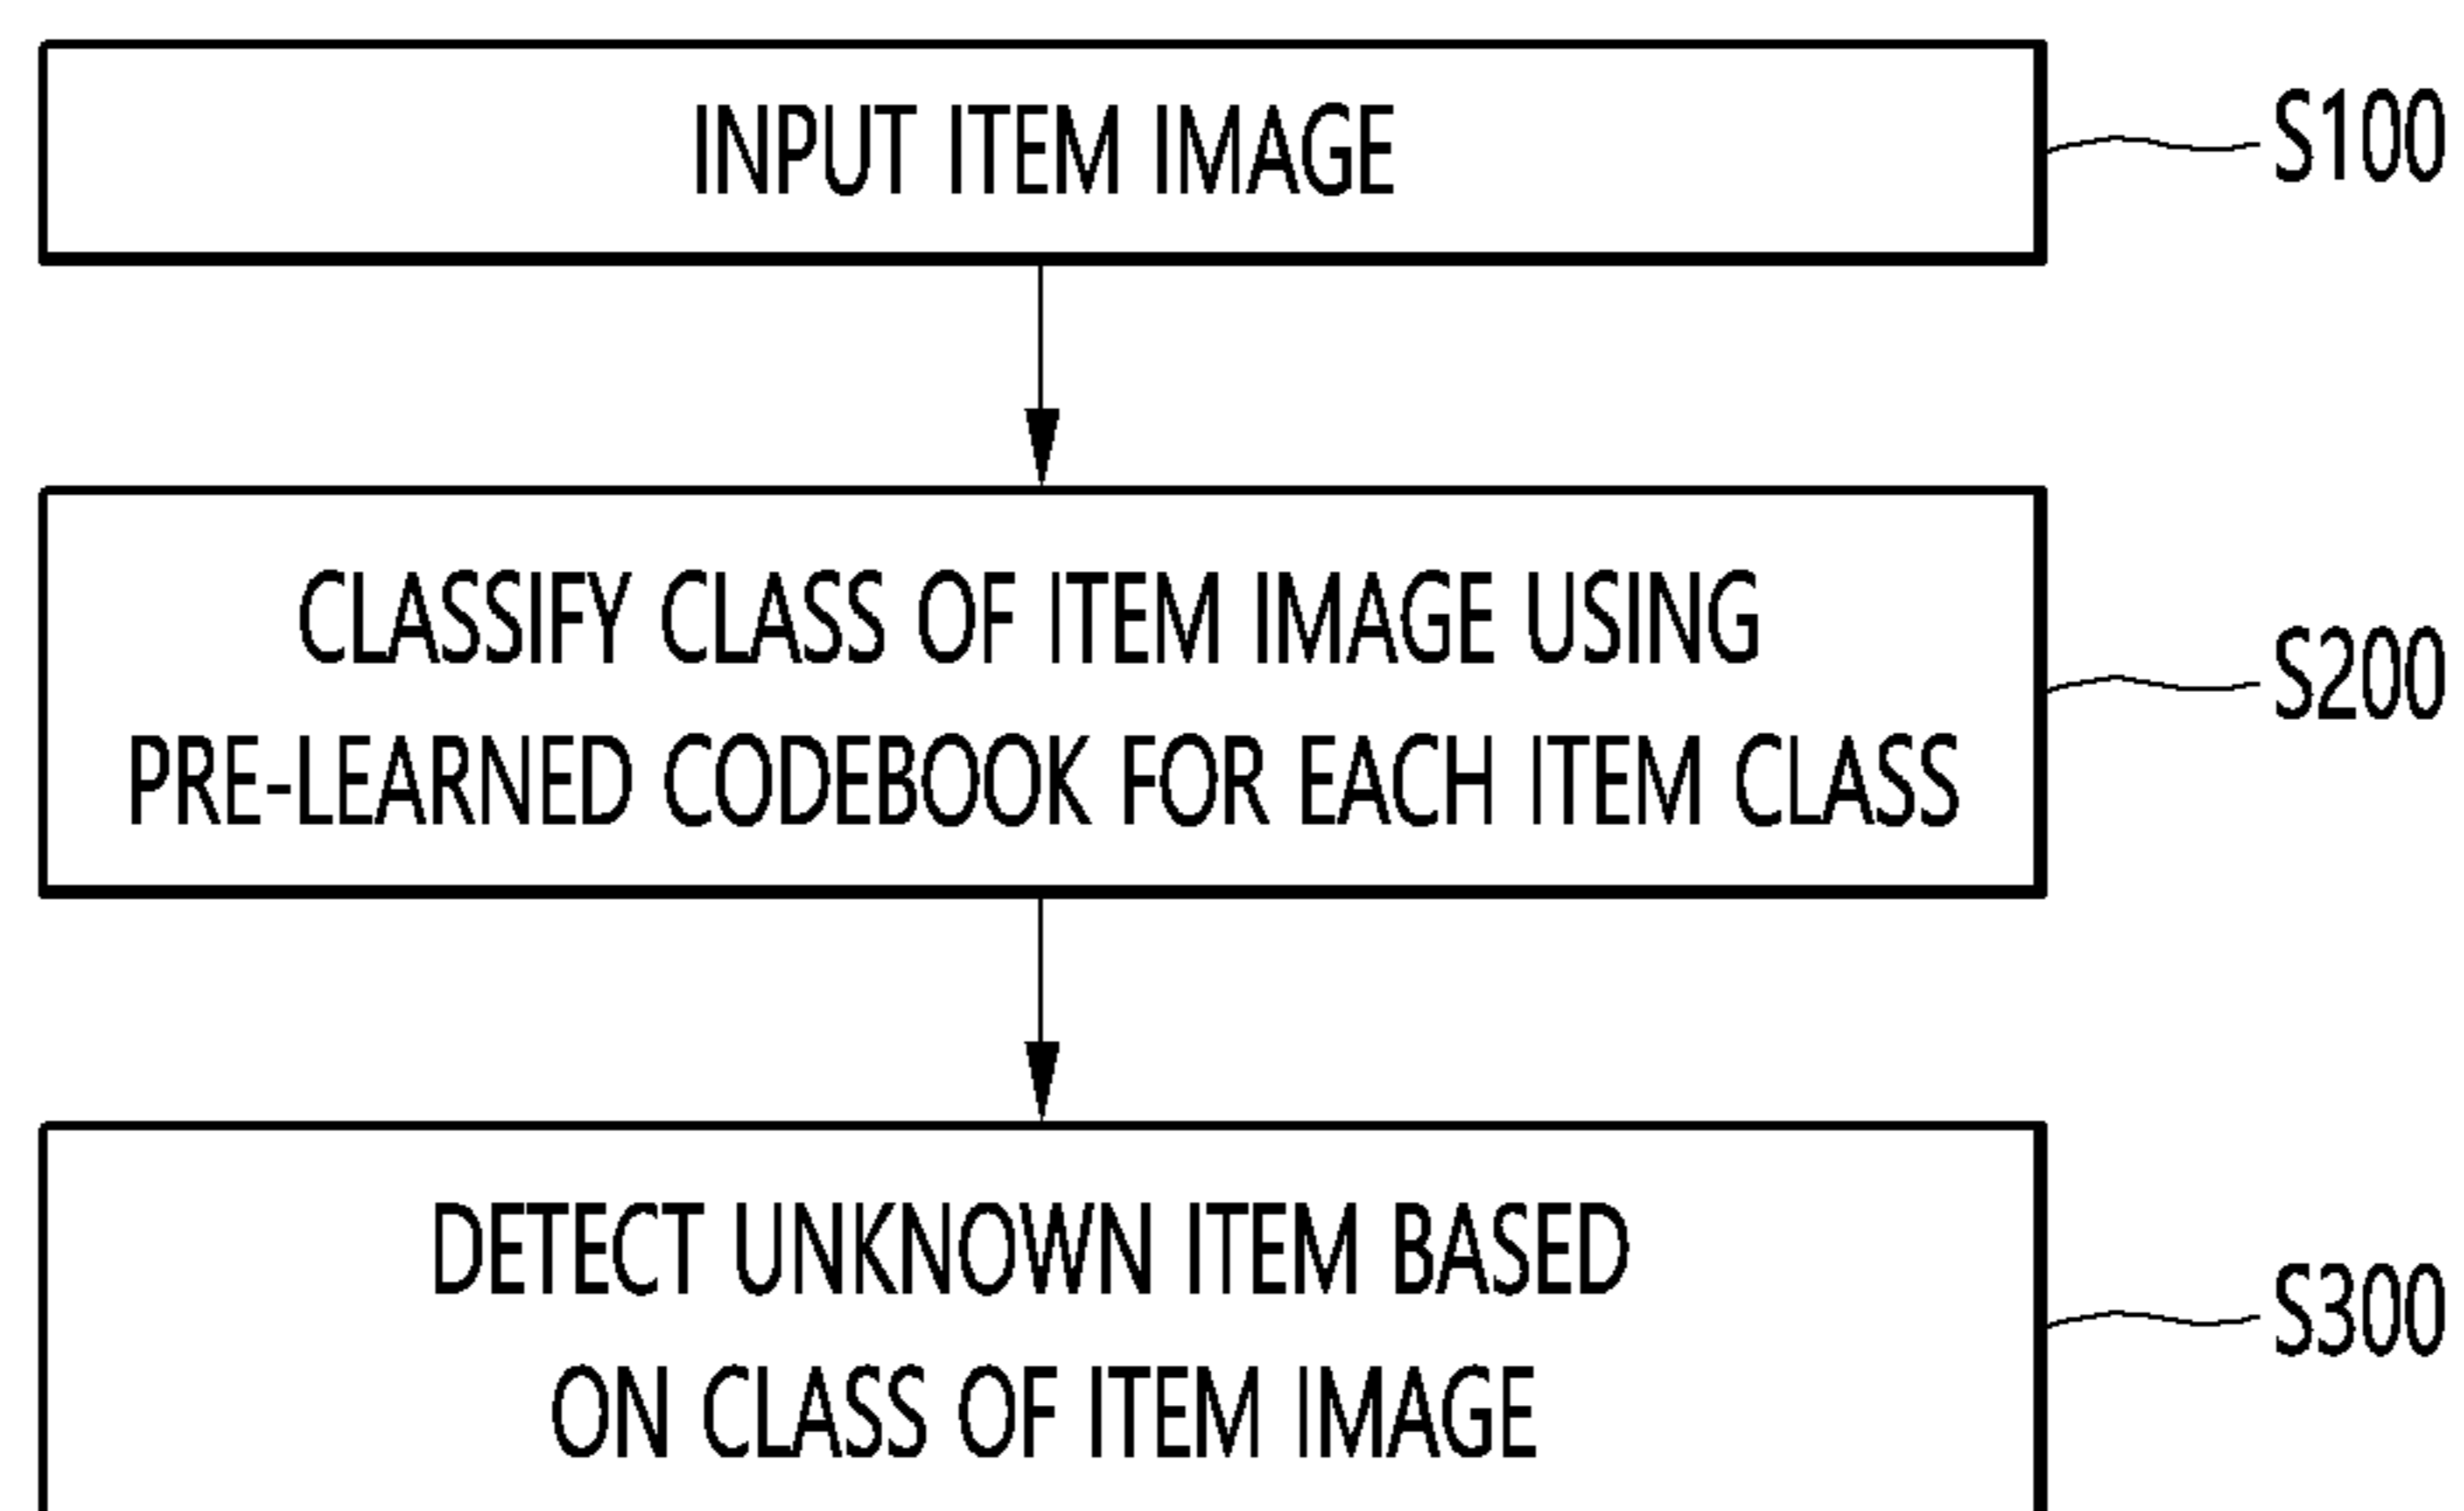 INPUT ITEM IMAGE
S100
CLASSIFY CLASS OF ITEM IMAGE USING
PRE-LEARNED CODEBOOK FOR EACH ITEM CLASS
S200
DETECT UNKNOWN ITEM BASED
ON CLASS OF ITEM IMAGE
S300